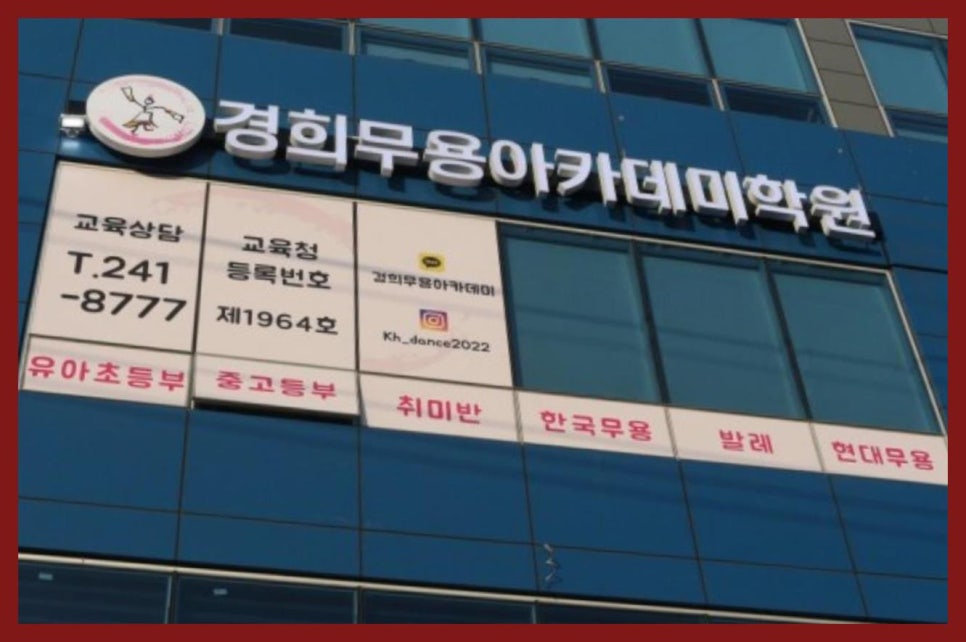 경희무용아카데미학원
교육상담
T.241
-8777
교육청
등록번호
제1964호
경희무용아카데미
Kh_dance2022
유아초등부
중고등부
취미반
한국무용
발레
현대무용